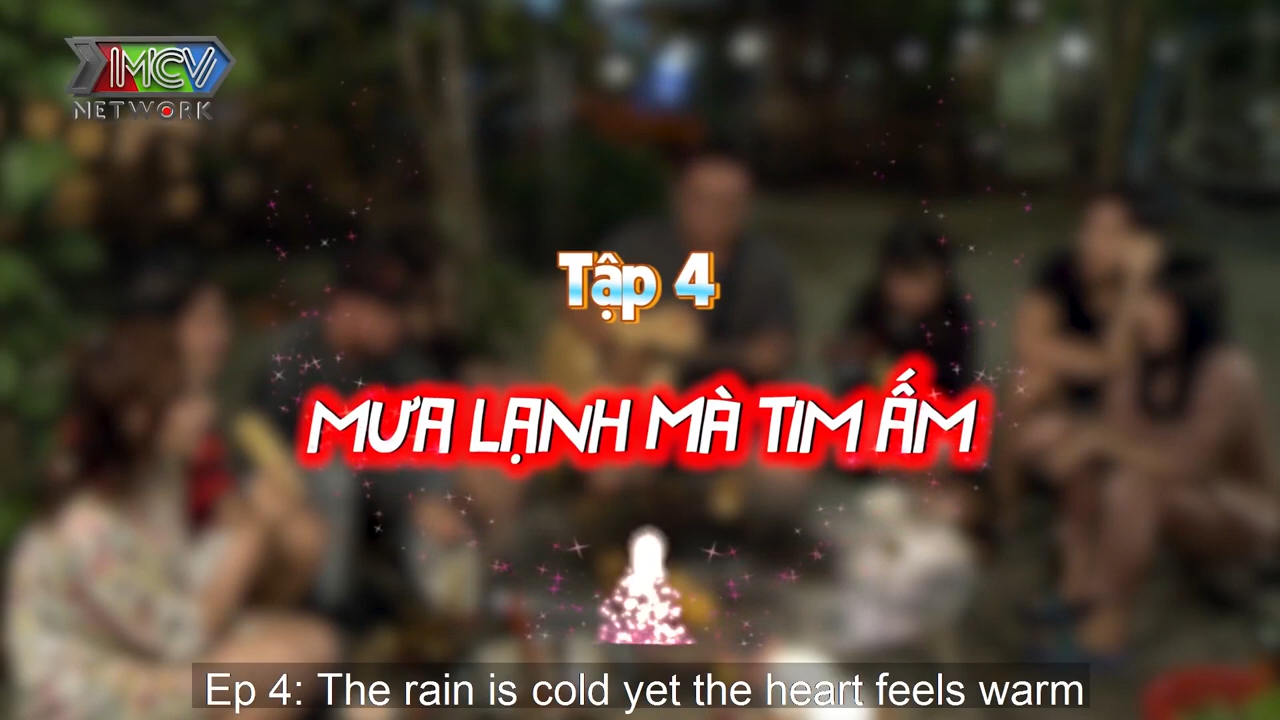 MCV
NETWORK
Tập 4
MƯA LẠNH MÀ TIM ẤM
Ep 4: The rain is cold yet the heart feels warm